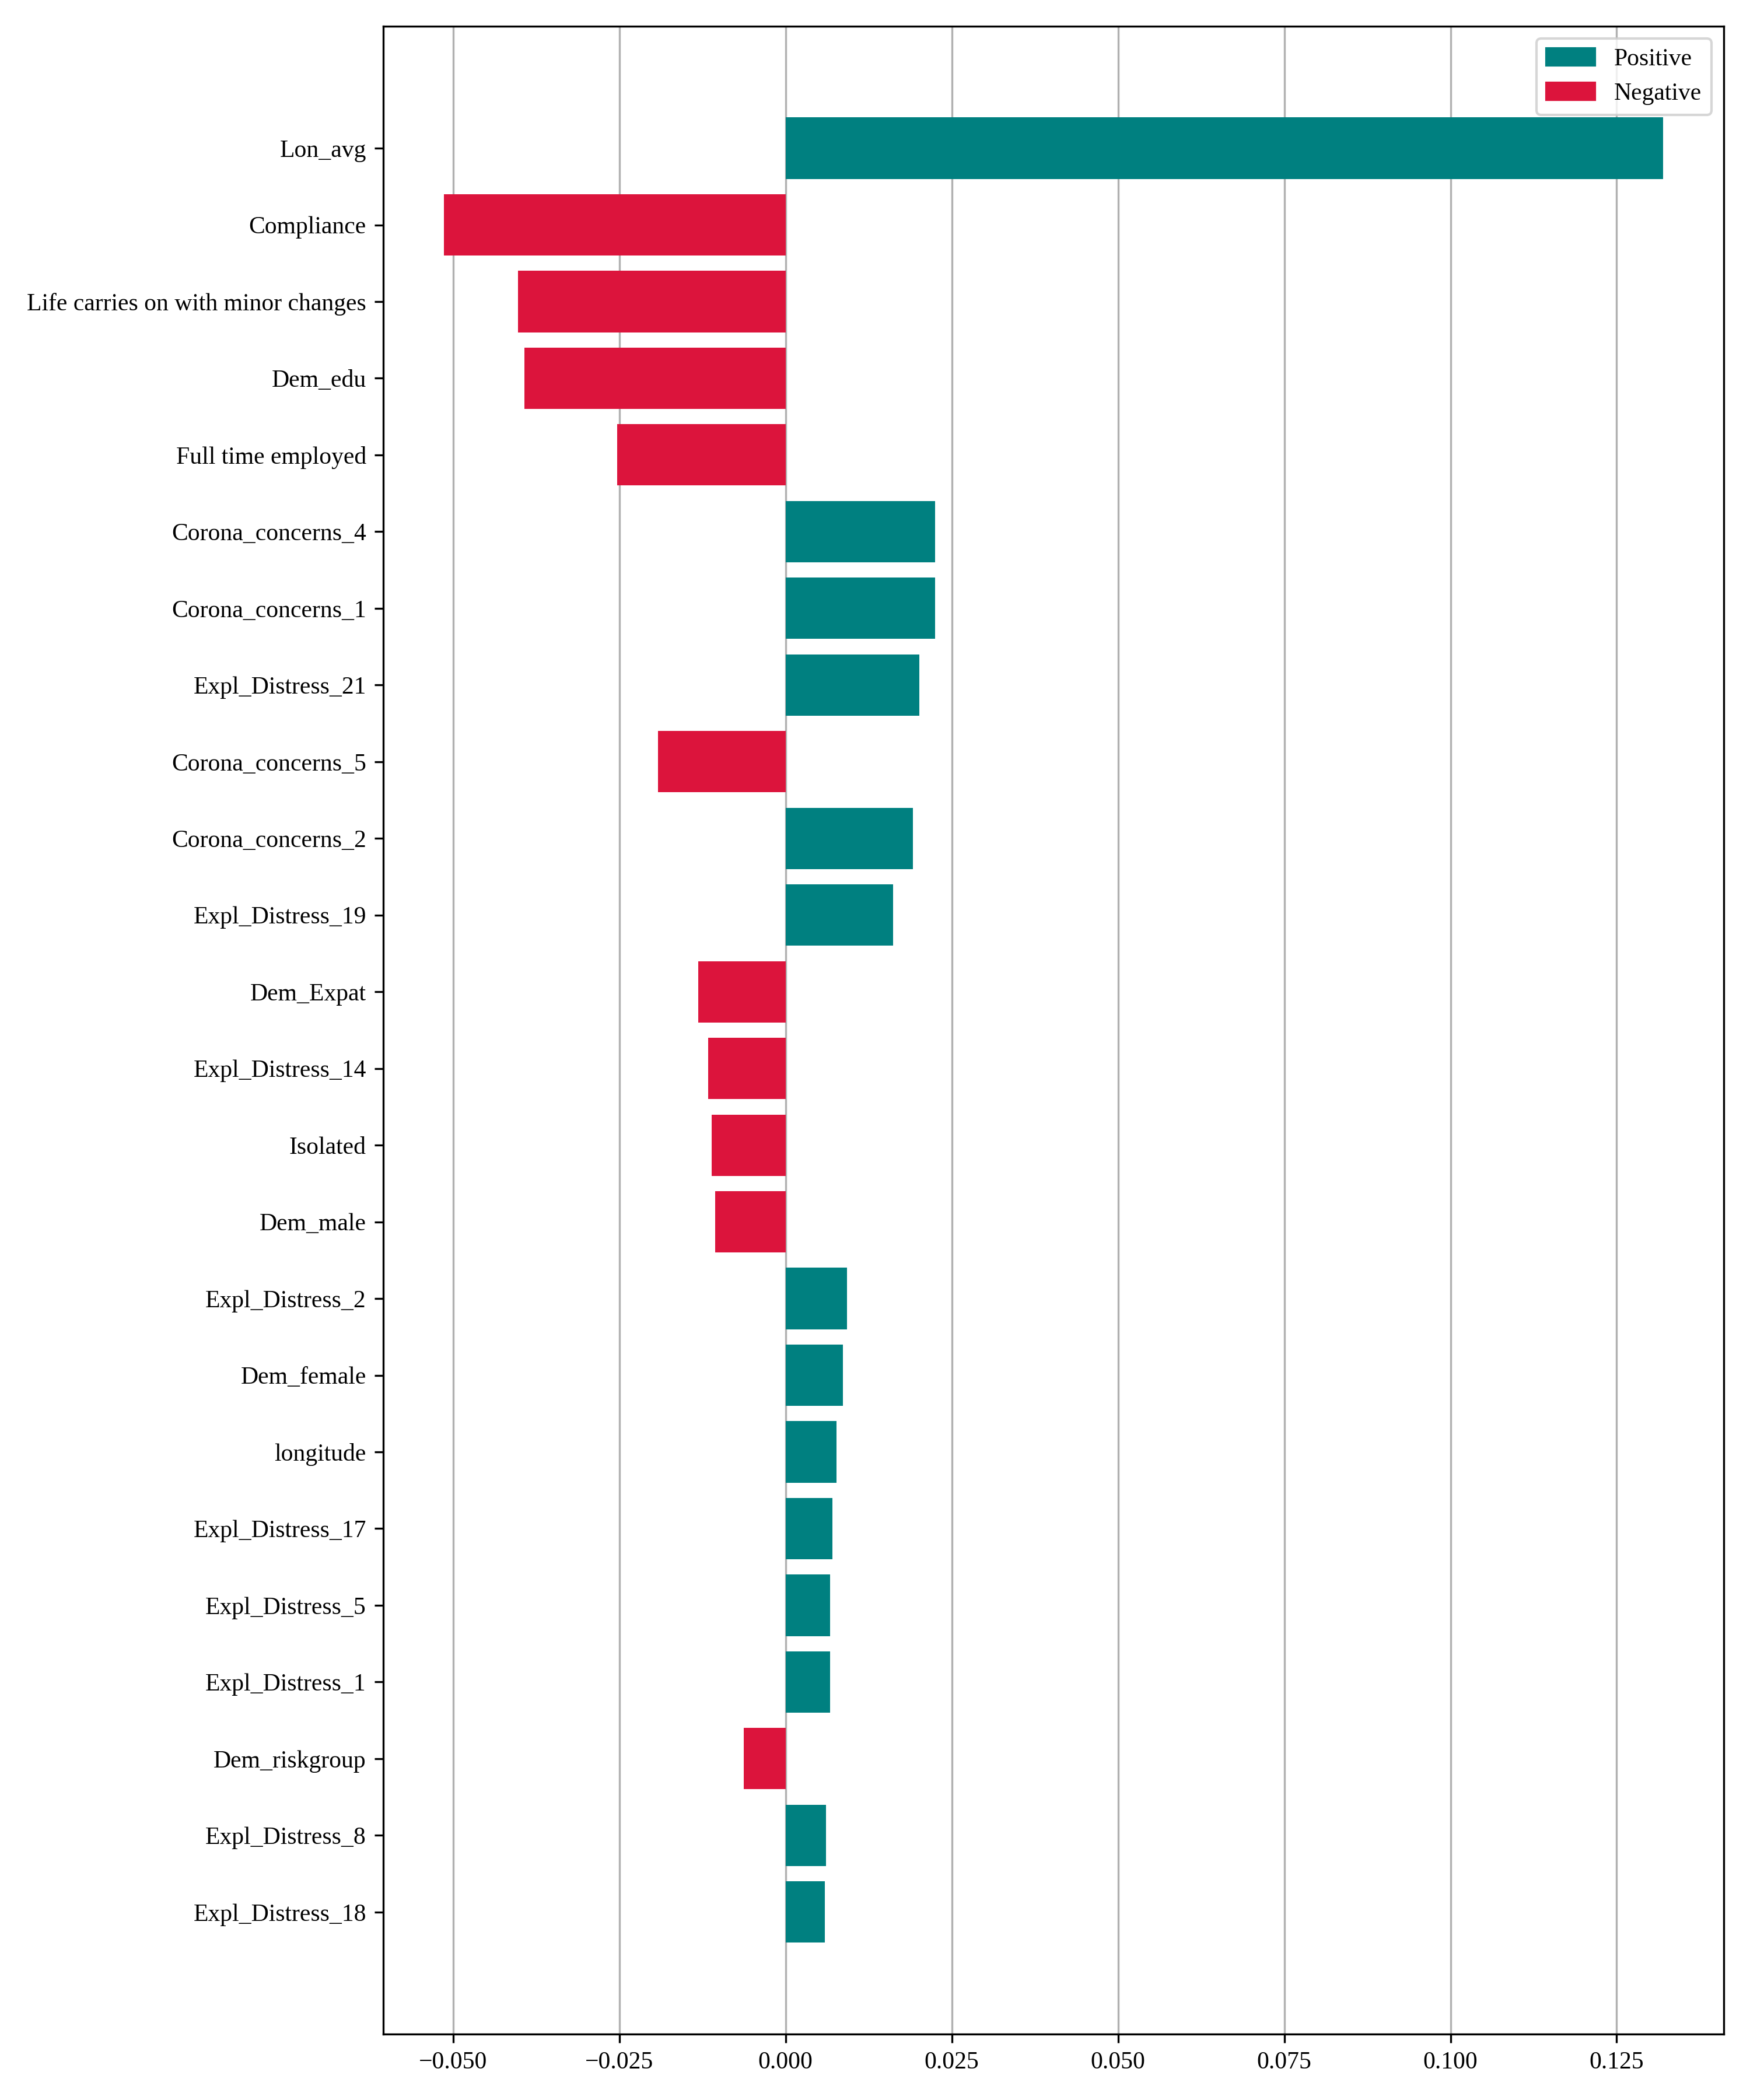 Positive
Negative
Lon_avg
Compliance
Life carries on with minor changes
Dem_edu
Full time employed
Corona_concerns_4
Corona_concerns_1
Expl_Distress_21
Corona_concerns_5
Corona_concerns_2
Expl_Distress_19
Dem_Expat
Expl_Distress_14
Isolated
Dem_male
Expl_Distress_2
Dem_female
longitude
Expl_Distress_17
Expl_Distress_5
Expl_Distress_1
Dem_riskgroup
Expl_Distress_8
Expl_Distress_18
−0.050 −0.025 0.000 0.025 0.050 0.075 0.100 0.125